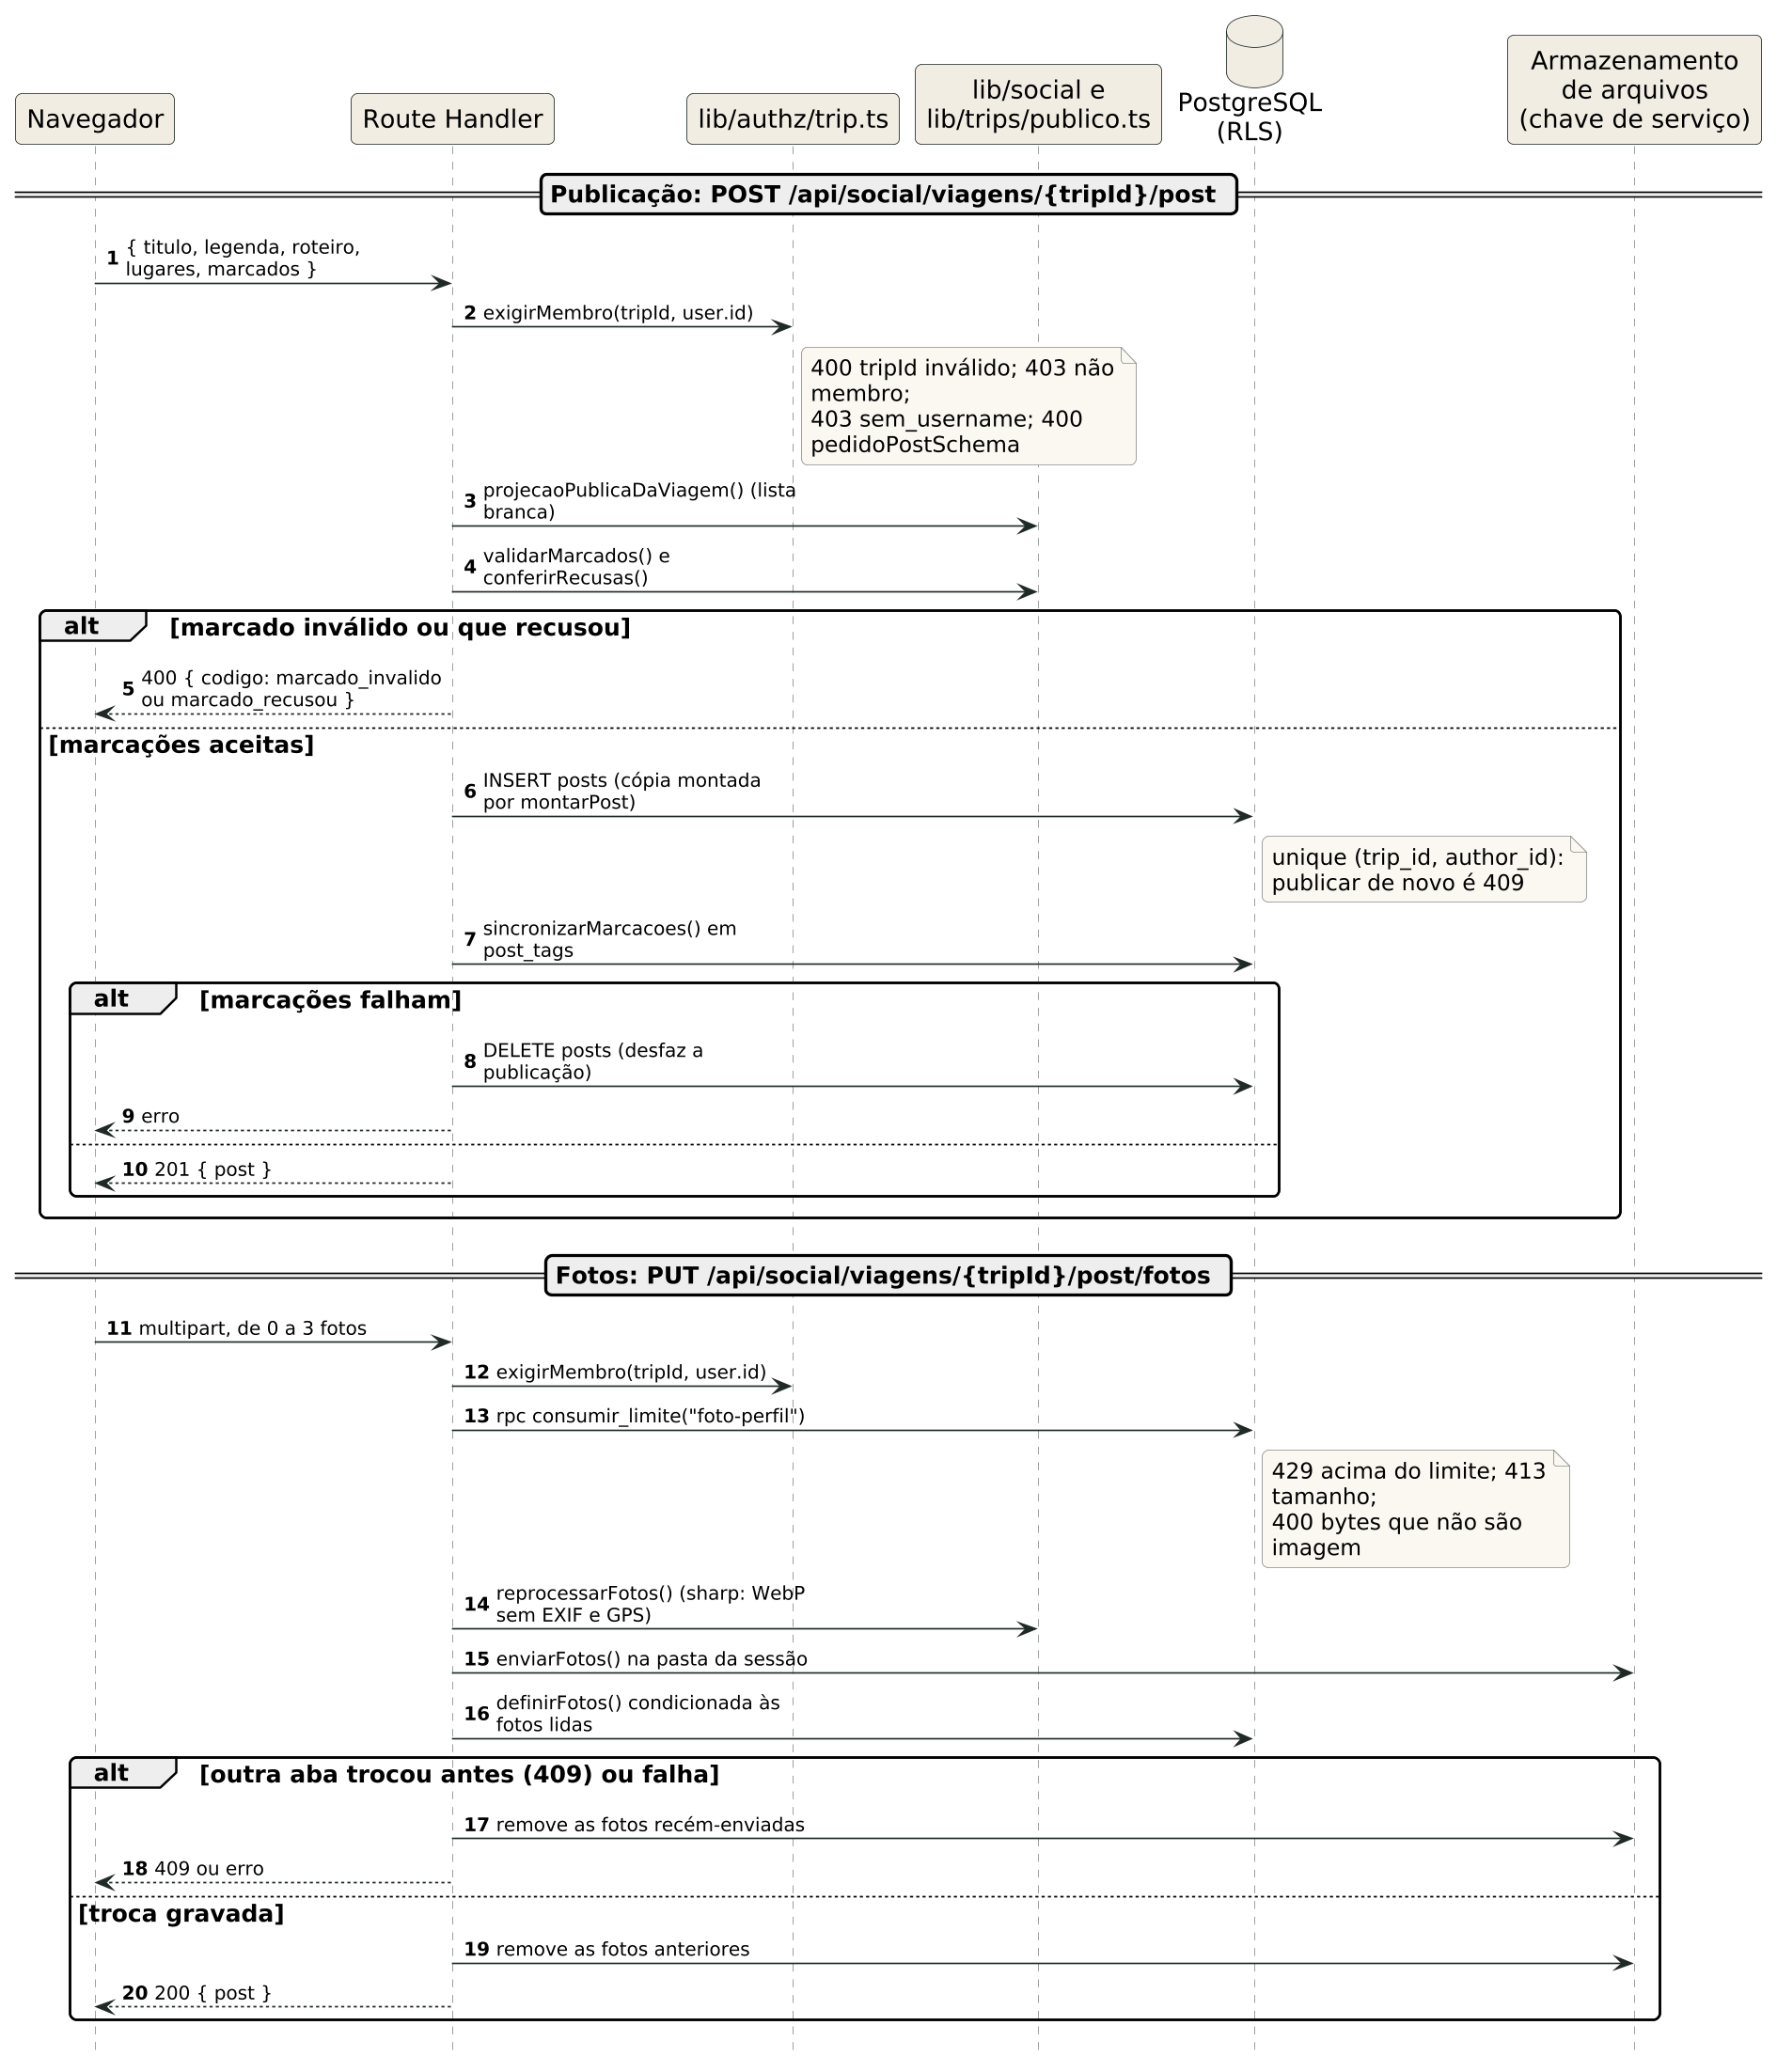 Navegador
Route Handler
lib/authz/trip.ts
lib/social e
lib/trips/publico.ts
PostgreSQL
(RLS)
Armazenamento
de arquivos
(chave de serviço)
Publicação: POST /api/social/viagens/{tripId}/post
1 { titulo, legenda, roteiro,
lugares, marcados }
2 exigirMembro(tripId, user.id)
400 tripId inválido; 403 não
membro;
403 sem_username; 400
pedidoPostSchema
3 projecaoPublicaDaViagem() (lista
branca)
4 validarMarcados() e
conferirRecusas()
alt [marcado inválido ou que recusou]
5 400 { codigo: marcado_invalido
ou marcado_recusou }
[marcações aceitas]
6 INSERT posts (cópia montada
por montarPost)
unique (trip_id, author_id):
publicar de novo é 409
7 sincronizarMarcacoes() em
post_tags
alt [marcações falham]
8 DELETE posts (desfaz a
publicação)
9 erro
10 201 { post }
Fotos: PUT /api/social/viagens/{tripId}/post/fotos
11 multipart, de 0 a 3 fotos
12 exigirMembro(tripId, user.id)
13 rpc consumir_limite("foto-perfil")
429 acima do limite; 413
tamanho;
400 bytes que não são
imagem
14 reprocessarFotos() (sharp: WebP
sem EXIF e GPS)
15 enviarFotos() na pasta da sessão
16 definirFotos() condicionada às
fotos lidas
alt [outra aba trocou antes (409) ou falha]
17 remove as fotos recém-enviadas
18 409 ou erro
[troca gravada]
19 remove as fotos anteriores
20 200 { post }